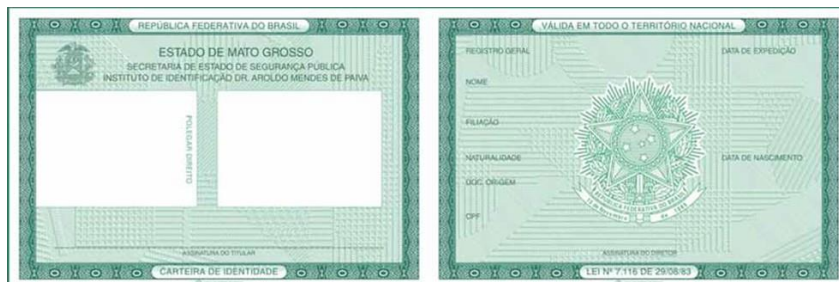 REPÚBLICA FEDERATIVA DO BRASIL
ESTADO DE MATO GROSSO
SECRETARIA DE ESTADO DE SEGURANÇA PÚBLICA
INSTITUTO DE IDENTIFICAÇÃO DR. AROLDO MENDES DE PAIVA
POLEGAR DIREITO
ASSINATURA DO TITULAR
CARTEIRA DE IDENTIDADE
VÁLIDA EM TODO O TERRITÓRIO NACIONAL
REGISTRO GERAL
DATA DE EXPEDIÇÃO
NOME
FILIAÇÃO
NATURALIDADE
DATA DE NASCIMENTO
DOC. ORIGEM
CPF
ASSINATURA DO DIRETOR
LEI Nº 7.116 DE 29/08/83